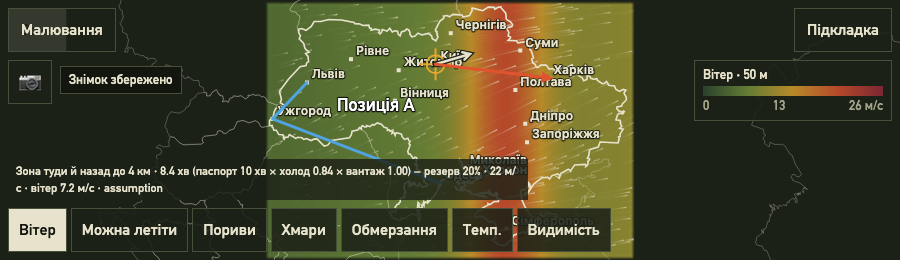 Малювання
Підкладка
Знімок збережено
Вітер · 50 м
0 13 26 м/с
Чернігів
Суми
Рівне
Київ
Харків
Львів
Полтава
Вінниця
Позиція А
Ужгород
Дніпро
Запоріжжя
Миколаїв
Зона туди й назад до 4 км · 8.4 хв (паспорт 10 хв × холод 0.84 × вантаж 1.00) − резерв 20% · 22 м/
с · вітер 7.2 м/с · assumption
Вітер
Можна летіти
Пориви
Хмари
Обмерзання
Темп.
Видимість